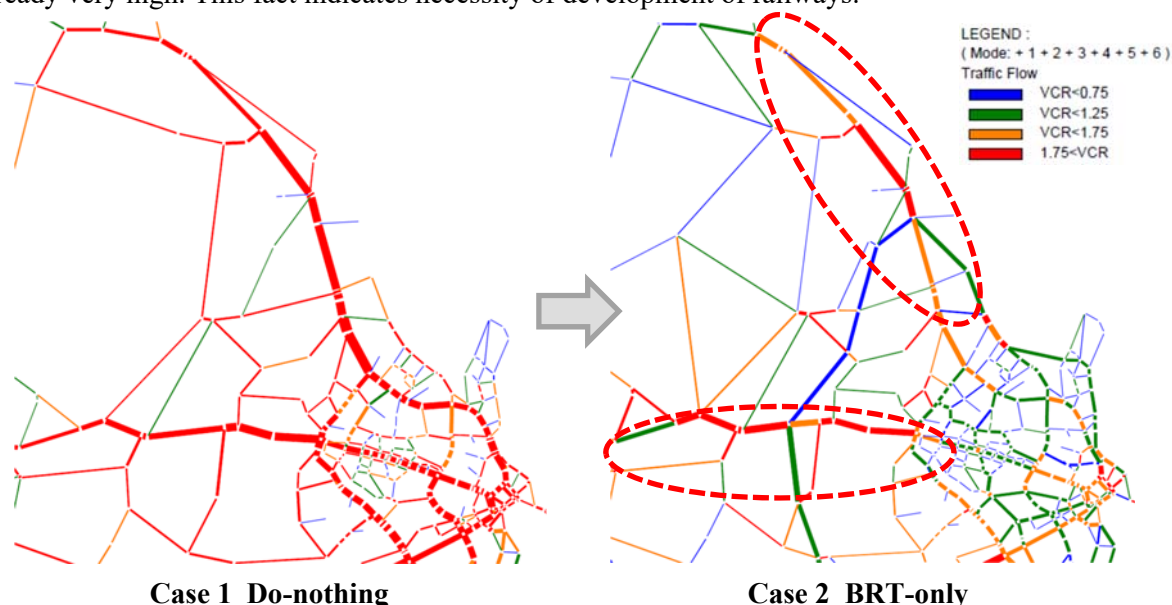 ready very high. This fact indicates necessity of development of railways.
LEGEND :
( Mode: + 1 + 2 + 3 + 4 + 5 + 6 )
Traffic Flow
VCR<0.75
VCR<1.25
VCR<1.75
1.75<VCR
Case 1 Do-nothing
Case 2 BRT-only